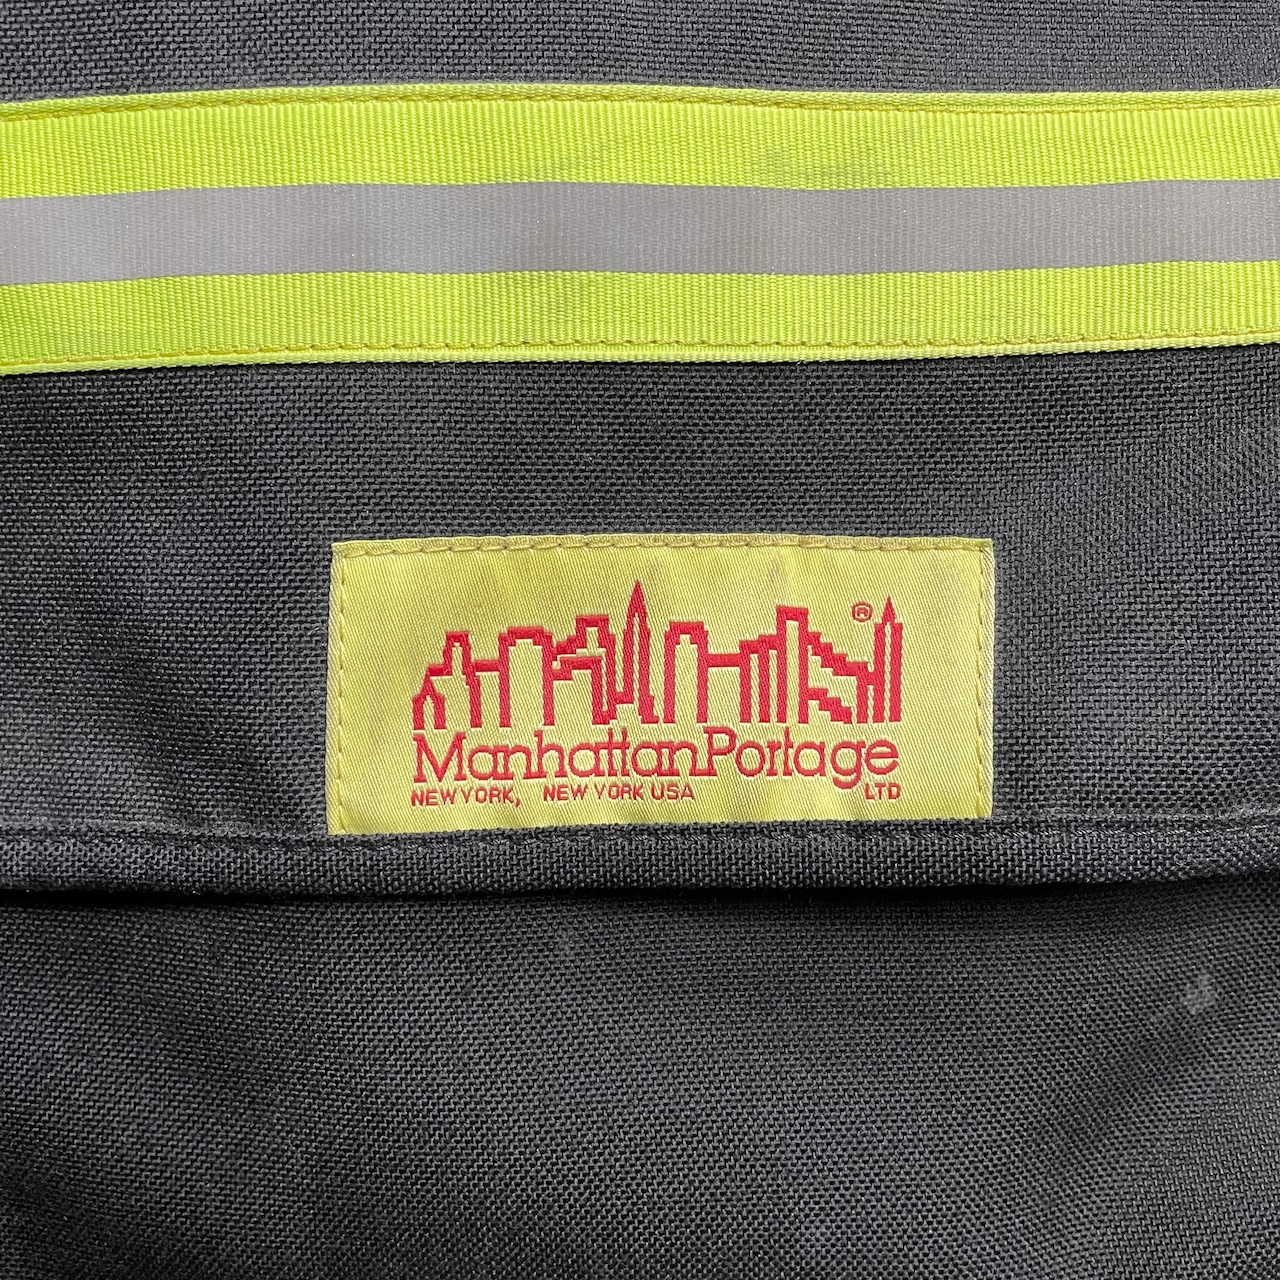 ®
ManhattanPortage
NEW YORK, NEW YORK USA LTD